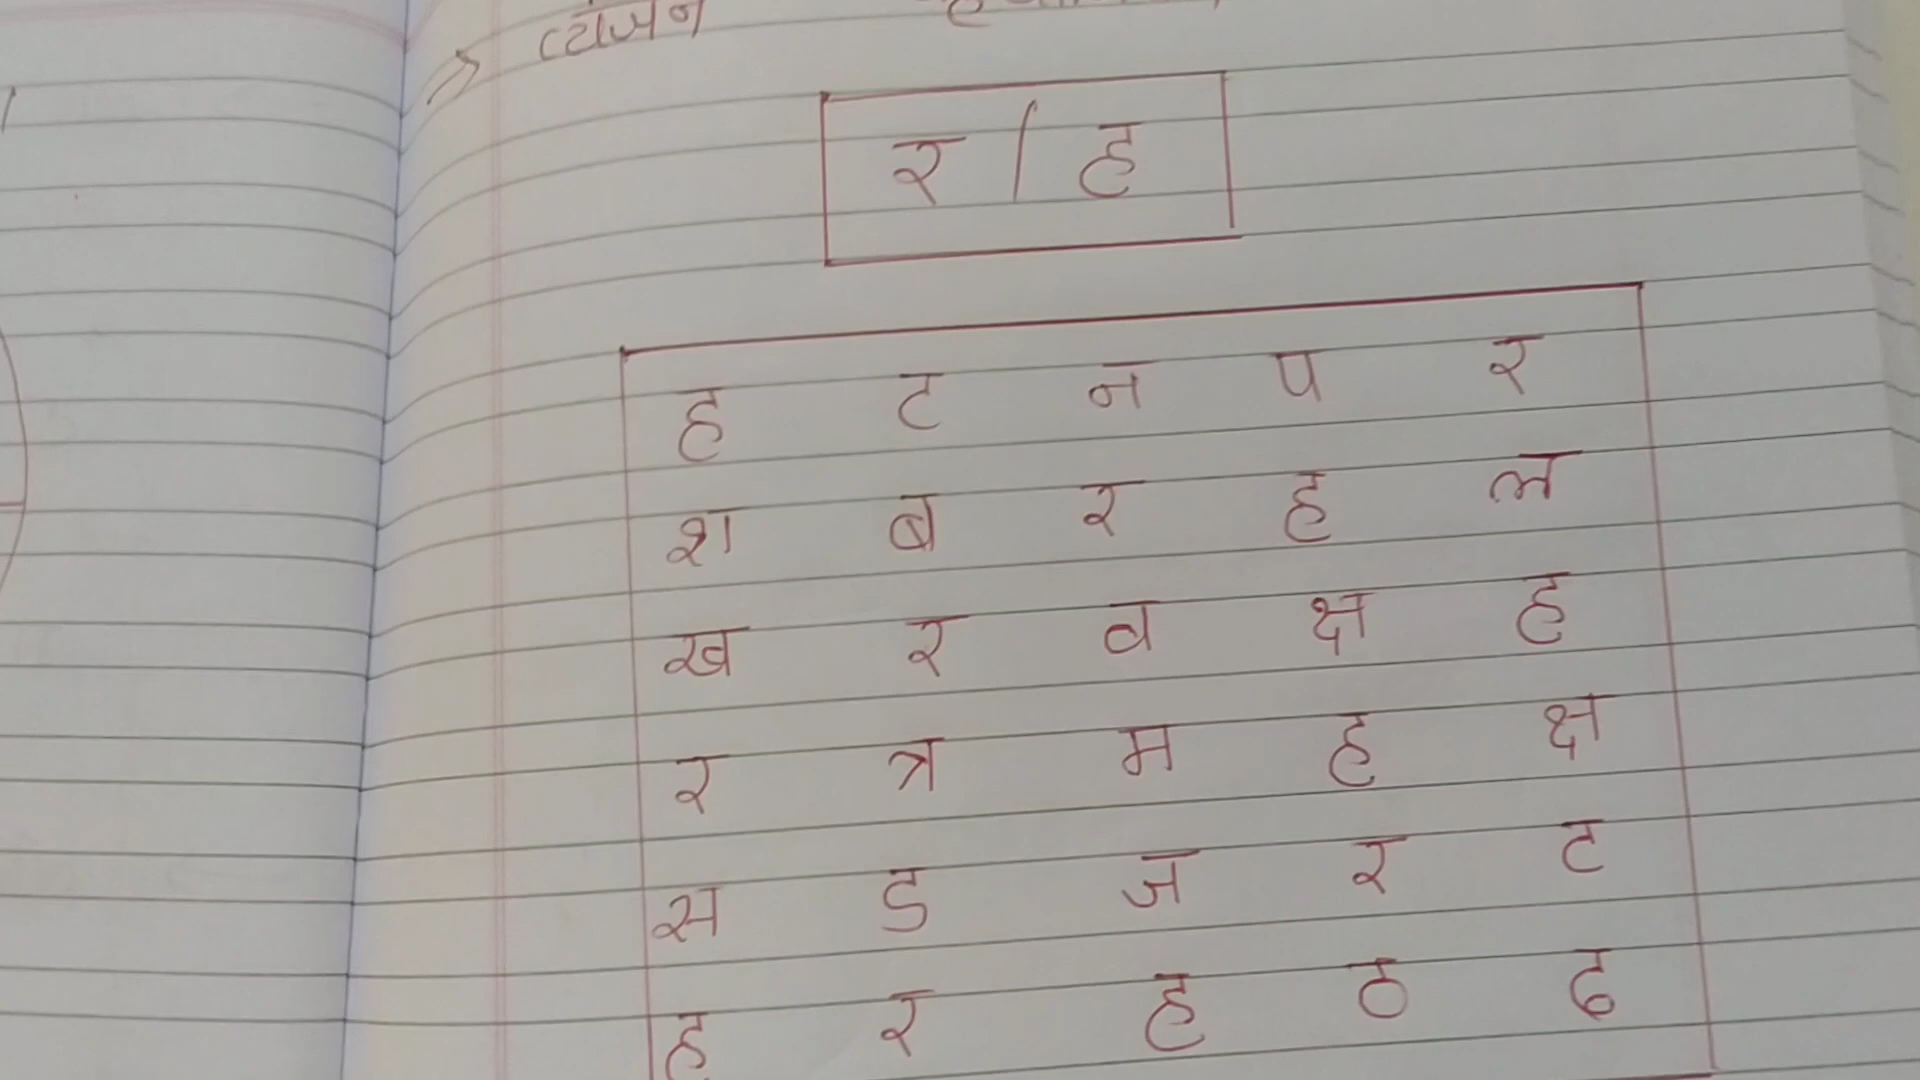 ⇒ व्यंजन
र / ह
ह ट न प र
श ब र ह ल
ख र व क्ष ह
र त्र म ह क्ष
स ड ज र ट
ह र ह ठ ढ